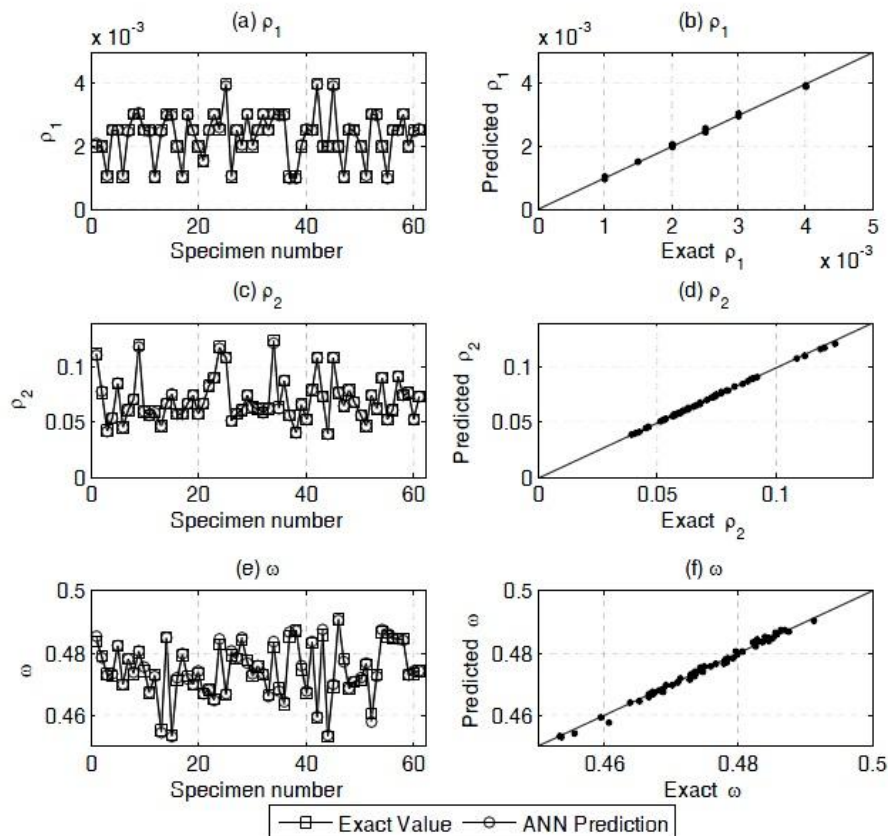 (a) ρ1
x 10^-3
ρ1
4
2
0
0 20 40 60
Specimen number
(b) ρ1
x 10^-3
Predicted ρ1
4
2
0
0 1 2 3 4 5
Exact ρ1 x 10^-3
(c) ρ2
ρ2
0.1
0.05
0
0 20 40 60
Specimen number
(d) ρ2
Predicted ρ2
0.1
0.05
0
0 0.05 0.1
Exact ρ2
(e) ω
ω
0.5
0.48
0.46
0 20 40 60
Specimen number
(f) ω
Predicted ω
0.5
0.48
0.46
0.46 0.48 0.5
Exact ω
Exact Value ANN Prediction